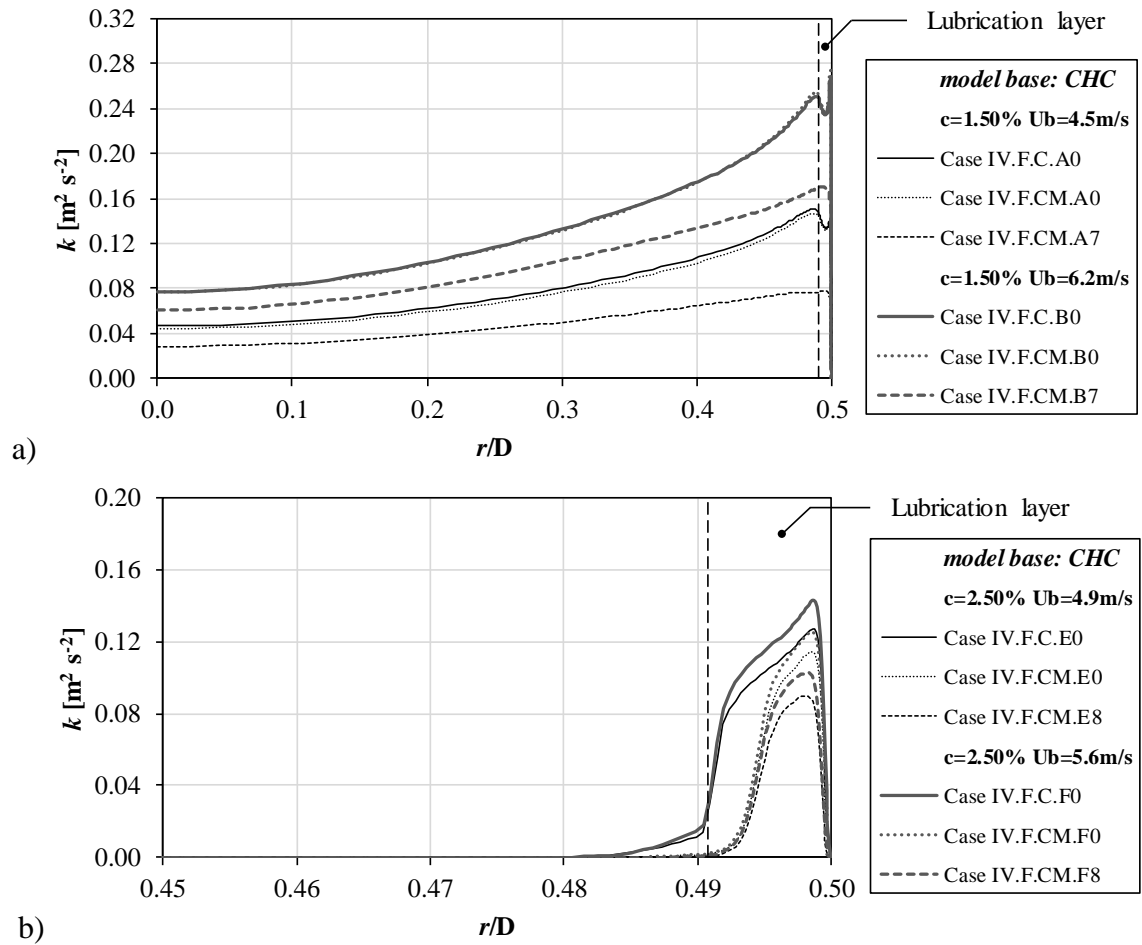 0.32
0.28
0.24
0.20
0.16
0.12
0.08
0.04
0.00
k [m² s⁻²]
0.0 0.1 0.2 0.3 0.4 0.5
r/D
a)
Lubrication layer
model base: CHC
c=1.50% Ub=4.5m/s
Case IV.F.C.A0
Case IV.F.CM.A0
Case IV.F.CM.A7
c=1.50% Ub=6.2m/s
Case IV.F.C.B0
Case IV.F.CM.B0
Case IV.F.CM.B7
0.20
0.16
0.12
0.08
0.04
0.00
k [m² s⁻²]
0.45 0.46 0.47 0.48 0.49 0.50
r/D
b)
Lubrication layer
model base: CHC
c=2.50% Ub=4.9m/s
Case IV.F.C.E0
Case IV.F.CM.E0
Case IV.F.CM.E8
c=2.50% Ub=5.6m/s
Case IV.F.C.F0
Case IV.F.CM.F0
Case IV.F.CM.F8